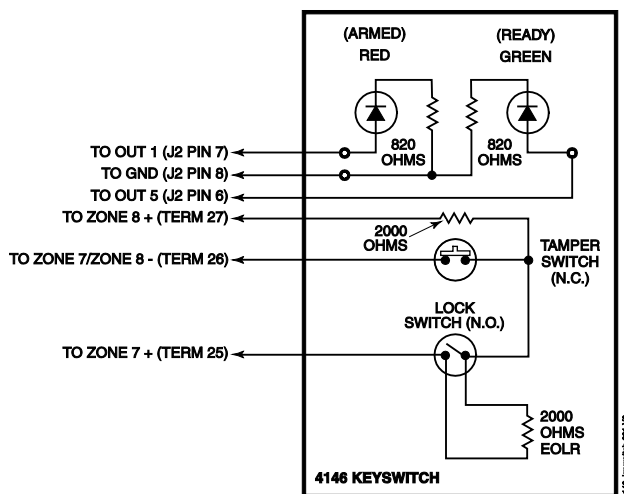 (ARMED)
RED
(READY)
GREEN
820
OHMS
820
OHMS
TO OUT 1 (J2 PIN 7)
TO GND (J2 PIN 8)
TO OUT 5 (J2 PIN 6)
TO ZONE 8 + (TERM 27)
2000
OHMS
TO ZONE 7/ZONE 8 - (TERM 26)
TAMPER
SWITCH
(N.C.)
LOCK
SWITCH (N.O.)
TO ZONE 7 + (TERM 25)
2000
OHMS
EOLR
4146 KEYSWITCH